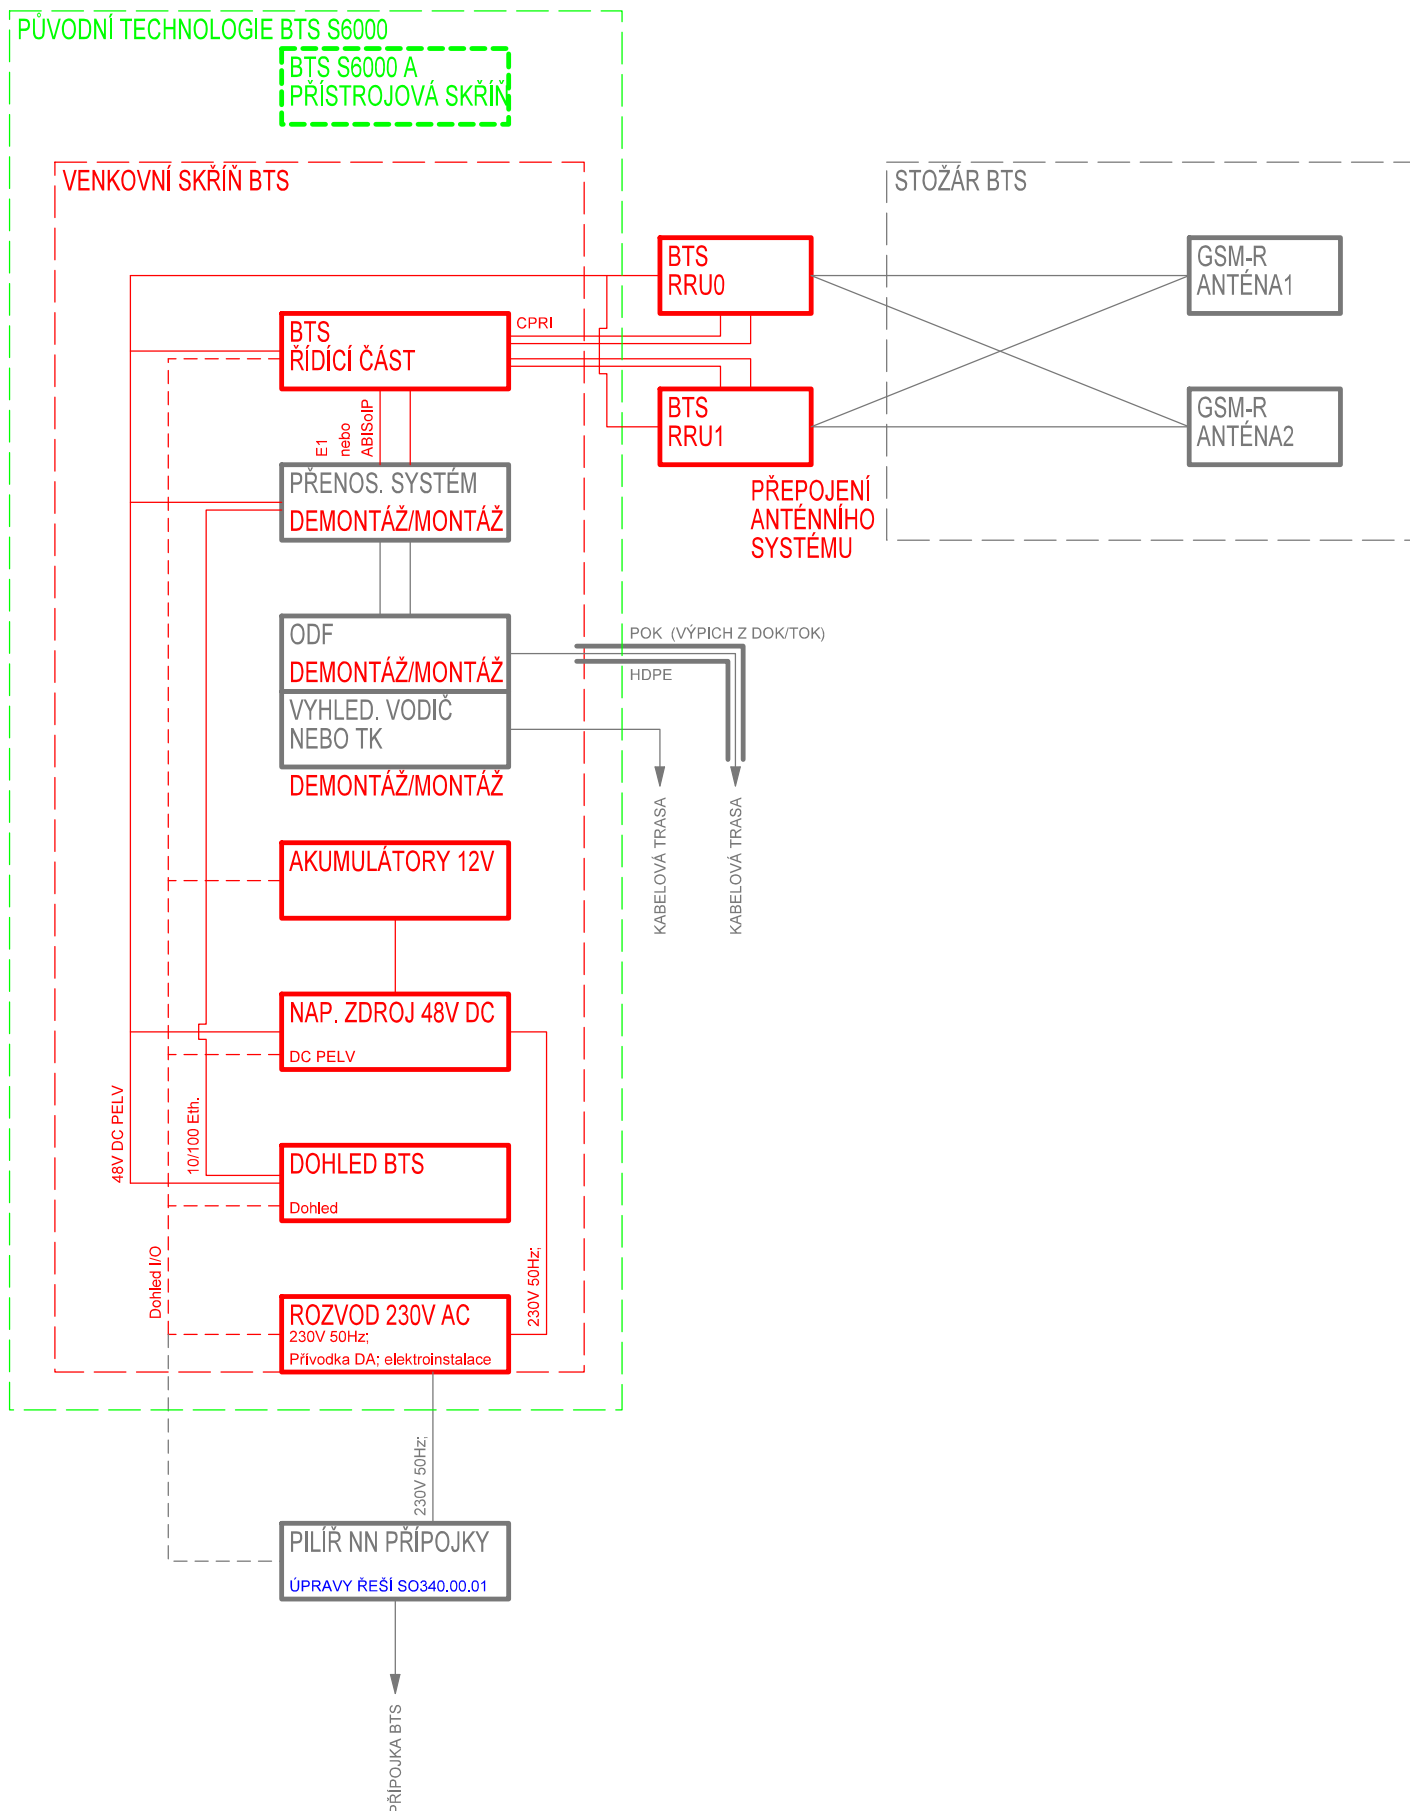 PŮVODNÍ TECHNOLOGIE BTS S6000
BTS S6000 A
PŘÍSTROJOVÁ SKŘÍŇ
VENKOVNÍ SKŘÍŇ BTS
STOŽÁR BTS
BTS
RRU0
GSM-R
ANTÉNA1
CPRI
BTS
ŘÍDÍCÍ ČÁST
BTS
RRU1
GSM-R
ANTÉNA2
E1
nebo
ABISoIP
PŘENOS. SYSTÉM
DEMONTÁŽ/MONTÁŽ
PŘEPOJENÍ
ANTÉNNÍHO
SYSTÉMU
ODF
DEMONTÁŽ/MONTÁŽ
POK (VÝPICH Z DOK/TOK)
HDPE
VYHLED. VODIČ
NEBO TK
DEMONTÁŽ/MONTÁŽ
KABELOVÁ TRASA
KABELOVÁ TRASA
AKUMULÁTORY 12V
NAP. ZDROJ 48V DC
DC PELV
48V DC PELV
10/100 Eth.
DOHLED BTS
Dohled
Dohled I/O
230V 50Hz;
ROZVOD 230V AC
230V 50Hz;
Přívodka DA; elektroinstalace
230V 50Hz;
PILÍŘ NN PŘÍPOJKY
ÚPRAVY ŘEŠÍ SO340.00.01
PŘÍPOJKA BTS